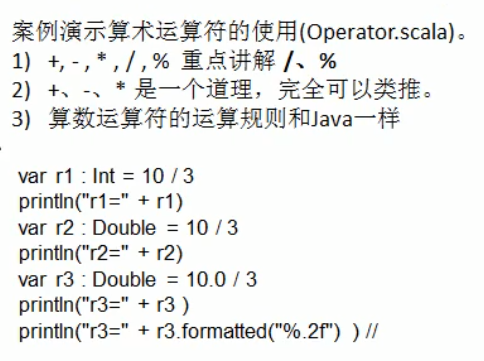 案例演示算术运算符的使用(Operator.scala)。
1) +, - , * , / , % 重点讲解 /、%
2) +、-、* 是一个道理，完全可以类推。
3) 算数运算符的运算规则和Java一样
var r1 : Int = 10 / 3
println("r1=" + r1)
var r2 : Double = 10 / 3
println("r2=" + r2)
var r3 : Double = 10.0 / 3
println("r3=" + r3 )
println("r3=" + r3.formatted("%.2f") ) //